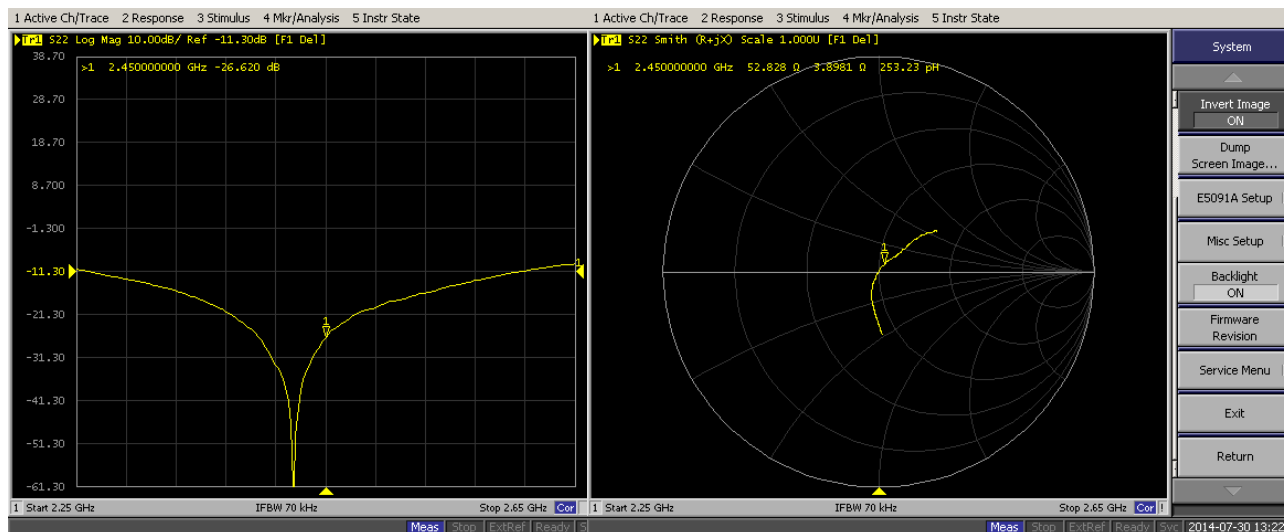 1 Active Ch/Trace 2 Response 3 Stimulus 4 Mkr/Analysis 5 Instr State
Tr1 S22 Log Mag 10.00dB/ Ref -11.30dB [F1 Del]
38.70
>1 2.450000000 GHz -26.620 dB
28.70
18.70
8.700
-1.300
-11.30
-21.30
-31.30
-41.30
-51.30
-61.30
1
1
1 Start 2.25 GHz IFBW 70 kHz Stop 2.65 GHz Cor
Meas Stop ExtRef Ready S
1 Active Ch/Trace 2 Response 3 Stimulus 4 Mkr/Analysis 5 Instr State
Tr1 S22 Smith (R+jX) Scale 1.000U [F1 Del]
>1 2.450000000 GHz 52.828 Ω 3.8981 Ω 253.23 pH
1
1 Start 2.25 GHz IFBW 70 kHz Stop 2.65 GHz Cor !
Meas Stop ExtRef Ready Svc 2014-07-30 13:22
System
Invert Image
ON
Dump
Screen Image...
E5091A Setup
Misc Setup
Backlight
ON
Firmware
Revision
Service Menu
Exit
Return